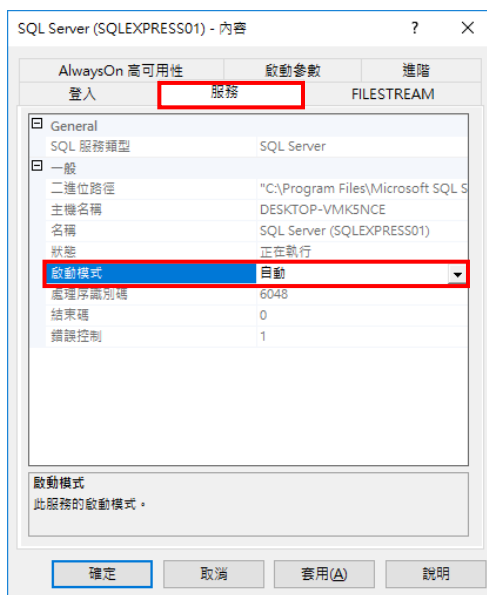 SQL Server (SQLEXPRESS01) - 內容
AlwaysOn 高可用性 啟動參數 進階
登入 服務 FILESTREAM
General
SQL 服務類型 SQL Server
一般
二進位路徑 "C:\Program Files\Microsoft SQL S
主機名稱 DESKTOP-VMK5NCE
名稱 SQL Server (SQLEXPRESS01)
狀態 正在執行
啟動模式 自動
處理序識別碼 6048
結束碼 0
錯誤控制 1
啟動模式
此服務的啟動模式。
確定 取消 套用(A) 說明